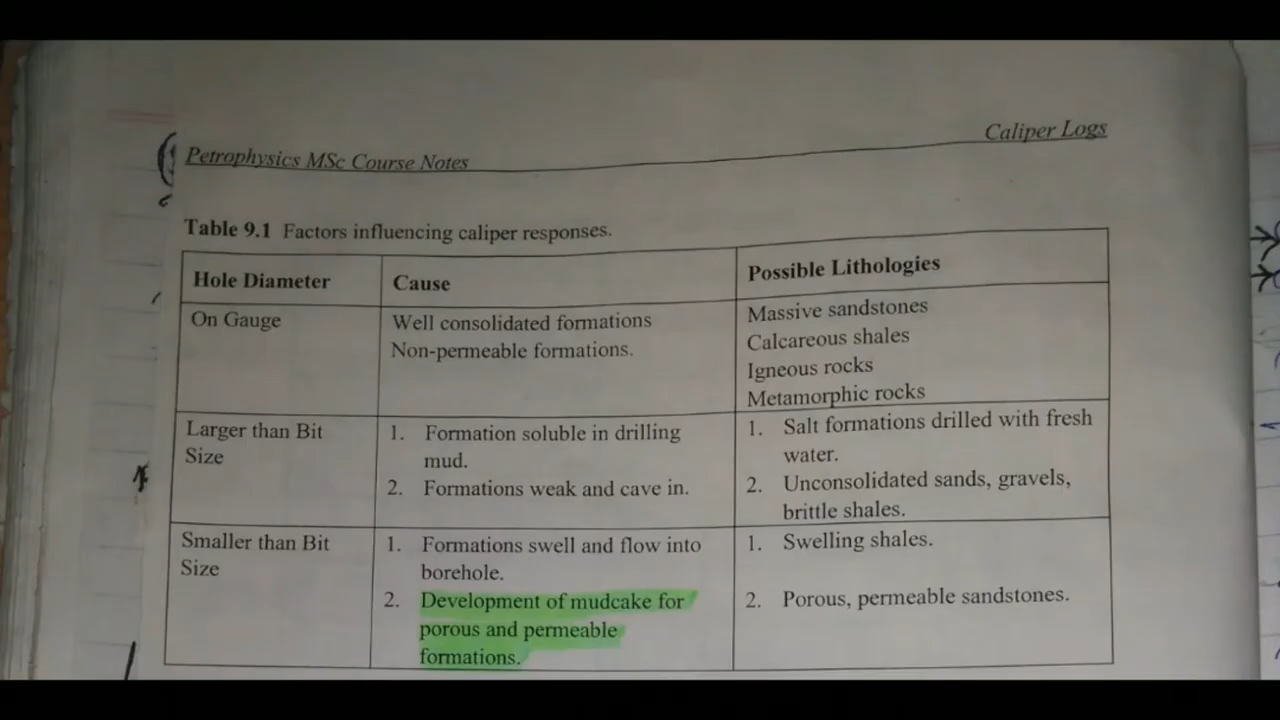 Petrophysics MSc Course Notes
Caliper Logs
Table 9.1 Factors influencing caliper responses.
Hole Diameter
Cause
Possible Lithologies
On Gauge
Well consolidated formations
Non-permeable formations.
Massive sandstones
Calcareous shales
Igneous rocks
Metamorphic rocks
Larger than Bit
Size
1. Formation soluble in drilling
mud.
2. Formations weak and cave in.
1. Salt formations drilled with fresh
water.
2. Unconsolidated sands, gravels,
brittle shales.
Smaller than Bit
Size
1. Formations swell and flow into
borehole.
2. Development of mudcake for
porous and permeable
formations.
1. Swelling shales.
2. Porous, permeable sandstones.